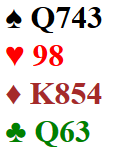 ♠ Q743
♥ 98
♦ K854
♣ Q63